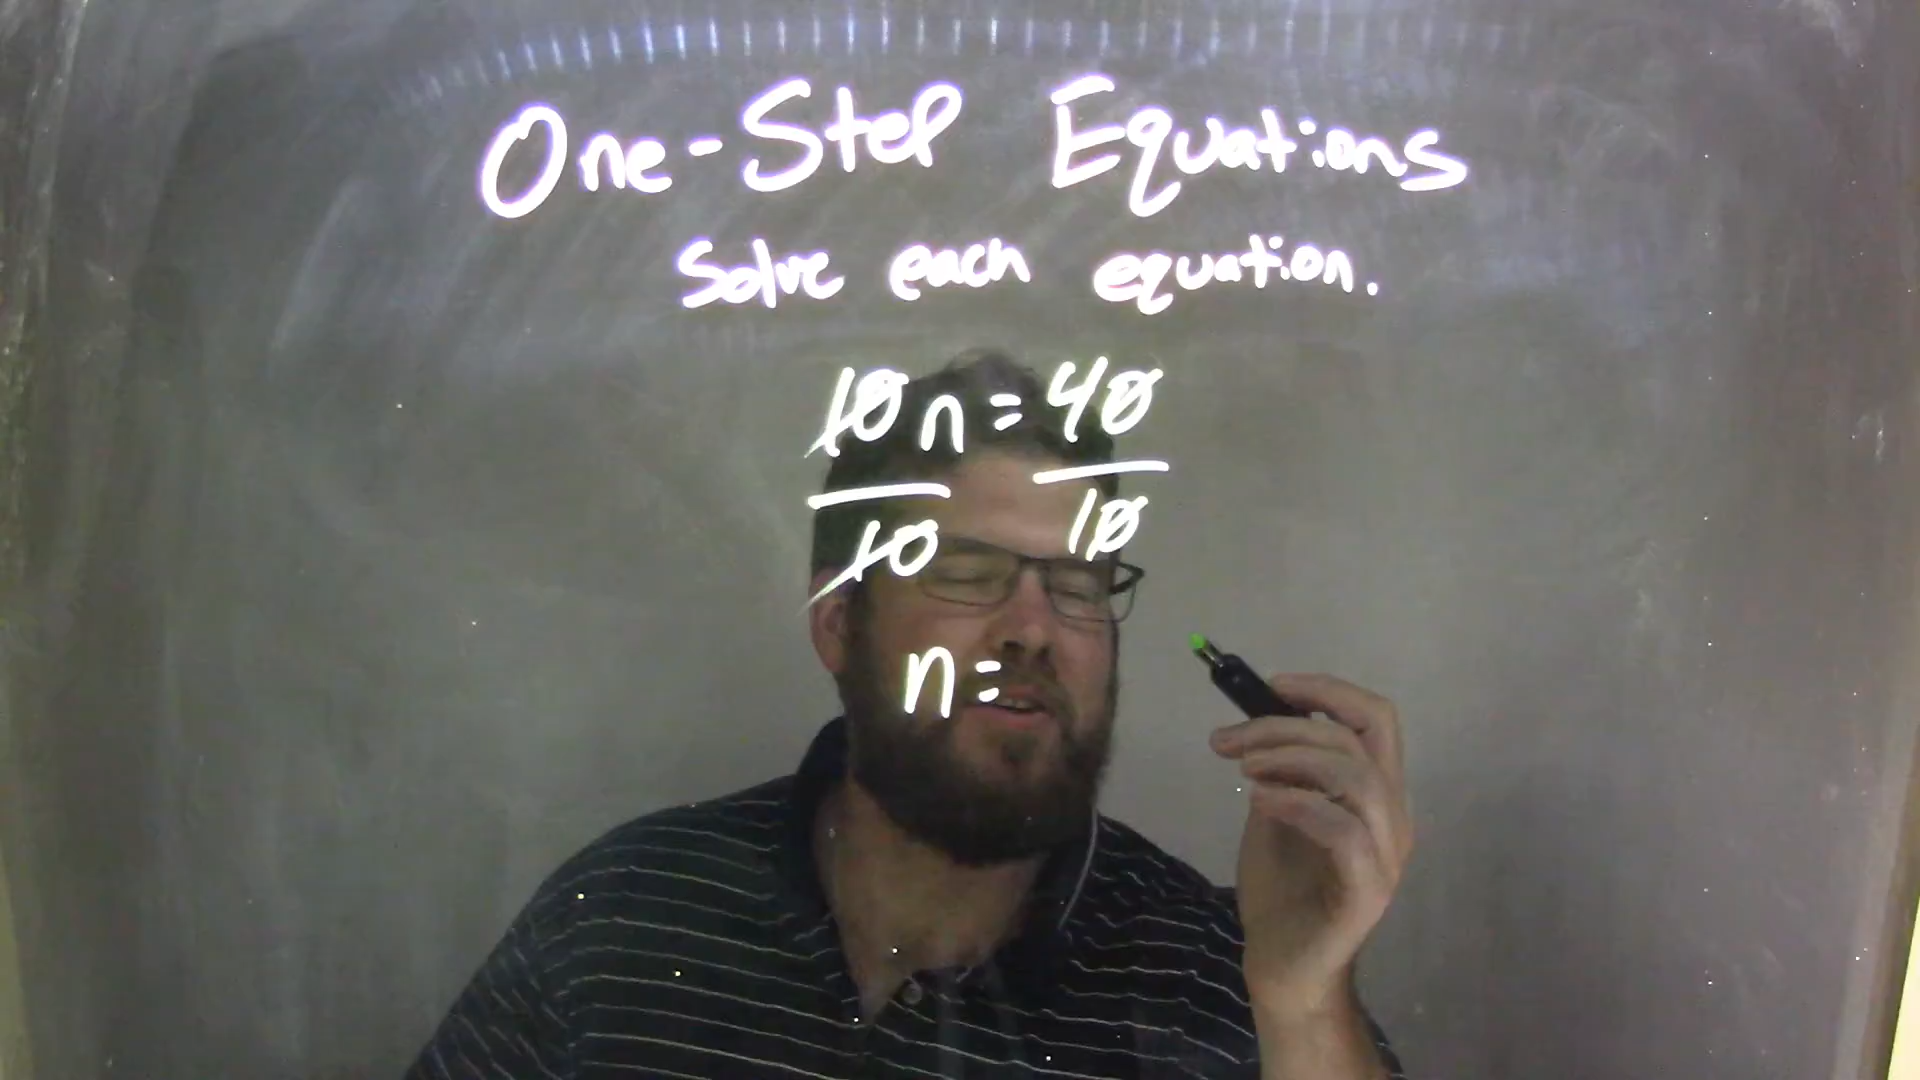 One-Step Equations
Solve each equation.
10n = 40
10 10
n =